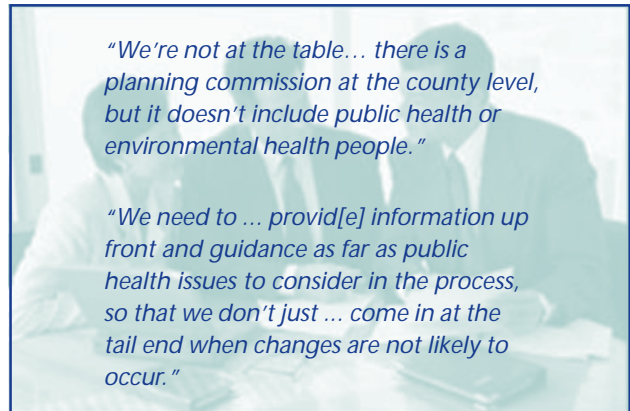 “We’re not at the table… there is a
planning commission at the county level,
but it doesn’t include public health or
environmental health people.”
“We need to ... provid[e] information up
front and guidance as far as public
health issues to consider in the process,
so that we don’t just ... come in at the
tail end when changes are not likely to
occur.”